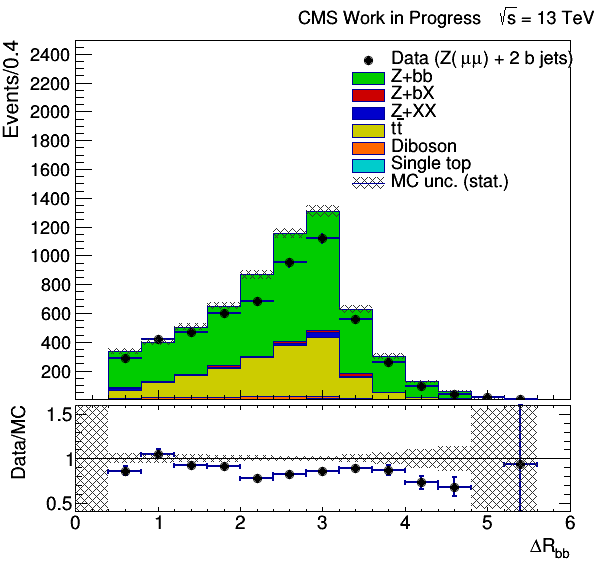 CMS Work in Progress √s = 13 TeV
Events/0.4
2400
2200
2000
1800
1600
1400
1200
1000
800
600
400
200
Data (Z(μμ) + 2 b jets)
Z+bb
Z+bX
Z+XX
tt̄
Diboson
Single top
MC unc. (stat.)
Data/MC
1.5
1
0.5
0 1 2 3 4 5 6
ΔRbb